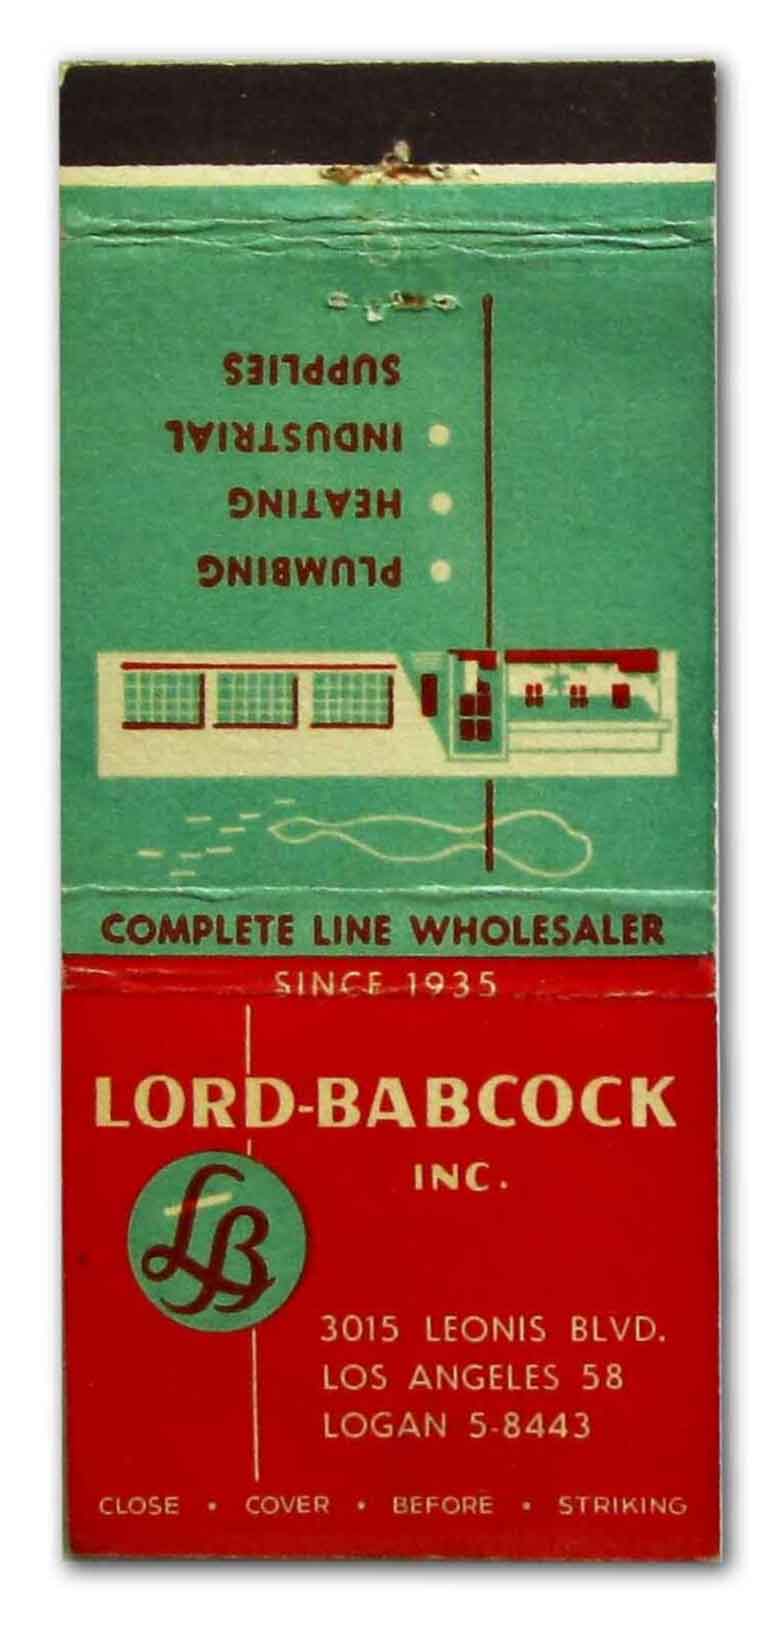 SUPPLIES
INDUSTRIAL
HEATING
PLUMBING
COMPLETE LINE WHOLESALER
SINCE 1935
LORD-BABCOCK
INC.
LB
3015 LEONIS BLVD.
LOS ANGELES 58
LOGAN 5-8443
CLOSE • COVER • BEFORE • STRIKING